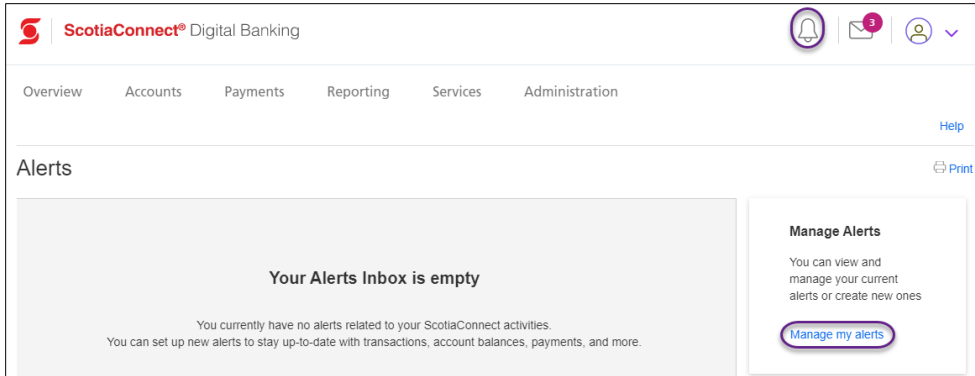 ScotiaConnect® Digital Banking
3
Overview Accounts Payments Reporting Services Administration
Help
Alerts
Print
Your Alerts Inbox is empty
You currently have no alerts related to your ScotiaConnect activities.
You can set up new alerts to stay up-to-date with transactions, account balances, payments, and more.
Manage Alerts
You can view and
manage your current
alerts or create new ones
Manage my alerts